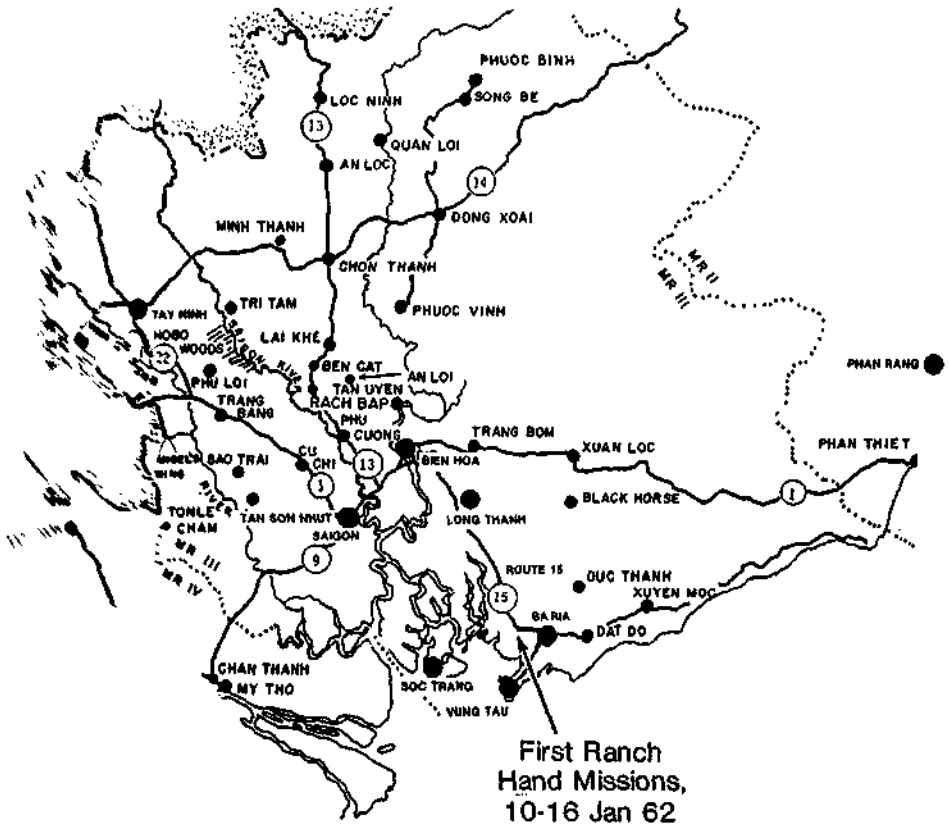 PHUOC BINH
SONG BE
LOC NINH
13
QUAN LOI
AN LOC
14
DONG XOAI
MINH THANH
CHON THANH
MR II
MR III
TRI TAM
TAY NINH
PHUOC VINH
HOBO
WOODS
SAIGON RIVER
LAI KHE
22
BEN CAT
AN LOI
PHAN RANG
PHU LOI
TAN UYEN
RACH BAP
TRANG
BANG
PHU
CUONG
TRANG BOM
XUAN LOC
PHAN THIET
BIEN HOA
ANGEL'S
WING
BAO TRAI
CU
CHI
13
1
1
RIVER
TONLE
CHAM
TAN SON NHUT
SAIGON
LONG THANH
BLACK HORSE
MR III
MR IV
9
ROUTE 15
15
DUC THANH
XUYEN MOC
BA RIA
DAT DO
CHAN THANH
MY THO
SOC TRANG
VUNG TAU
First Ranch
Hand Missions,
10-16 Jan 62